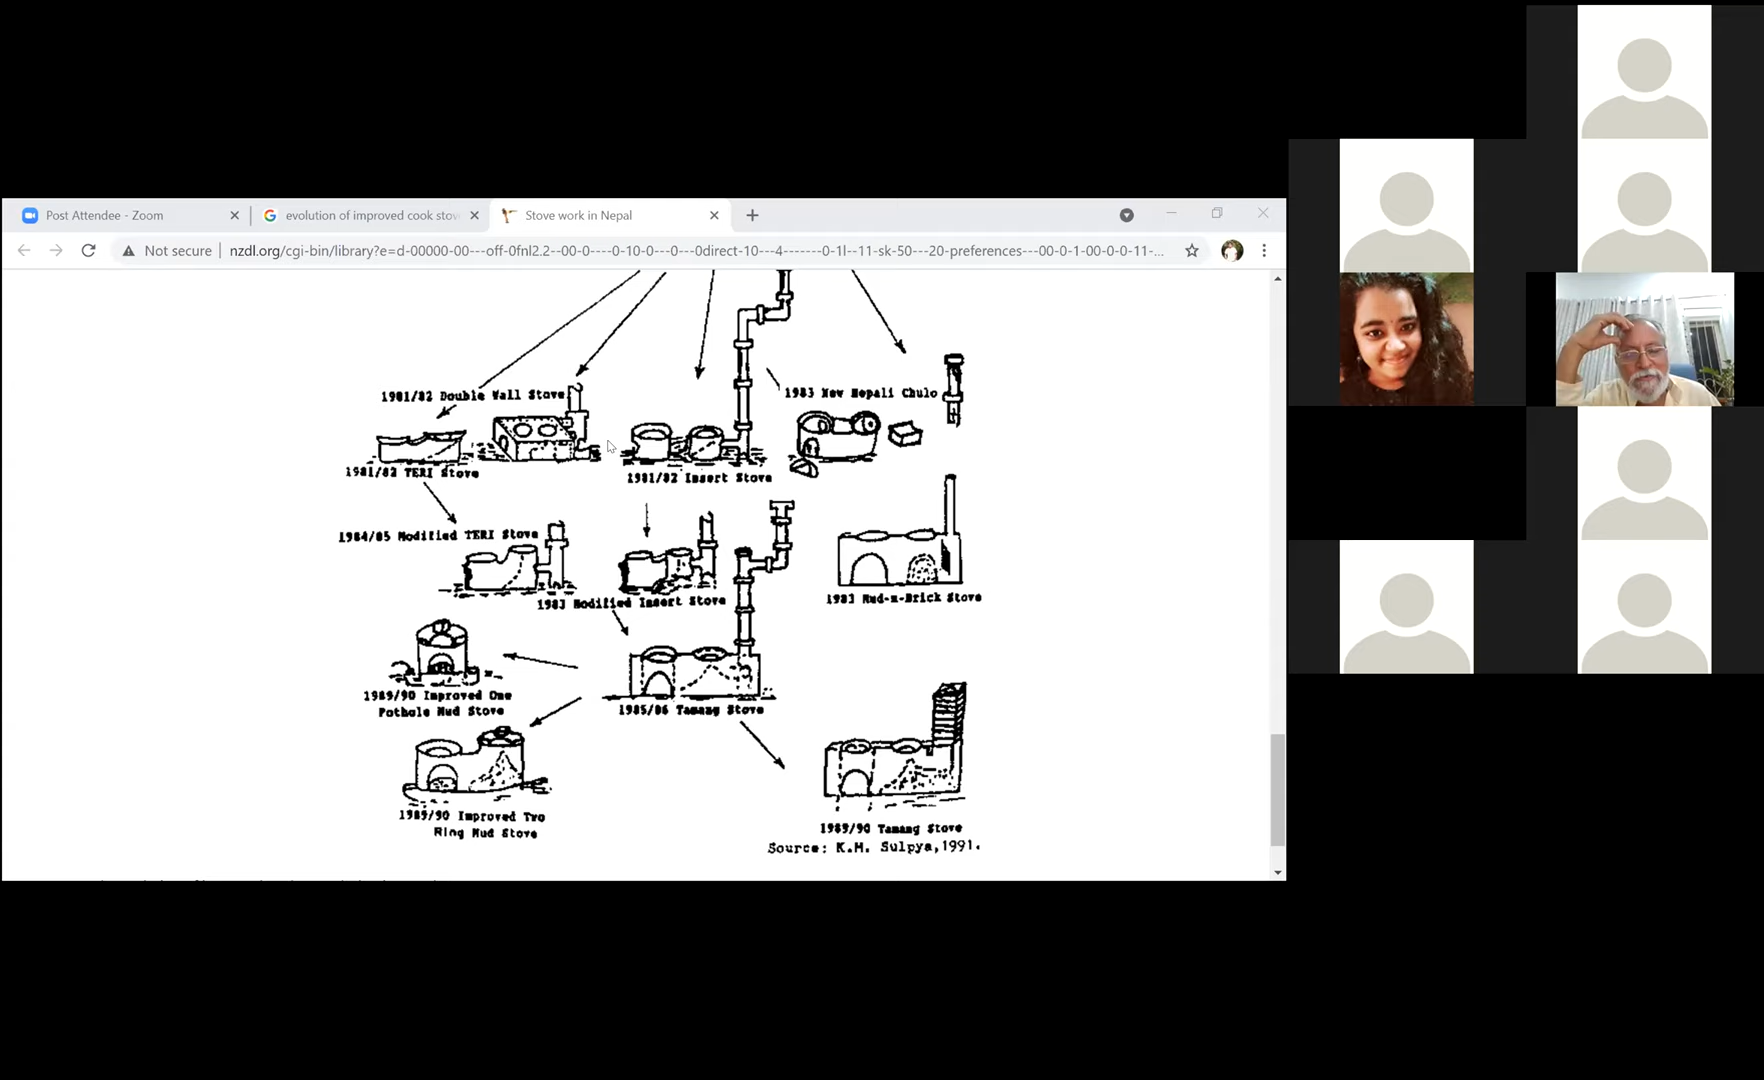 Post Attendee - Zoom
evolution of improved cook stov
Stove work in Nepal
Not secure
nzdl.org/cgi-bin/library?e=d-00000-00---off-0fnl2.2--00-0----0-10-0---0---0direct-10---4-------0-1l--11-sk-50---20-preferences---00-0-1-00-0-0-11-...
1981/82 Double Wall Stove
1983 New Nepali Chulo
1981/82 TERI Stove
1981/82 Insert Stove
1984/85 Modified TERI Stove
1983 Modified Insert Stove
1983 Mud-n-Brick Stove
1989/90 Improved One
Pothole Mud Stove
1985/86 Tamang Stove
1989/90 Improved Two
Ring Mud Stove
1989/90 Tamang Stove
Source: K.M. Sulpya,1991.